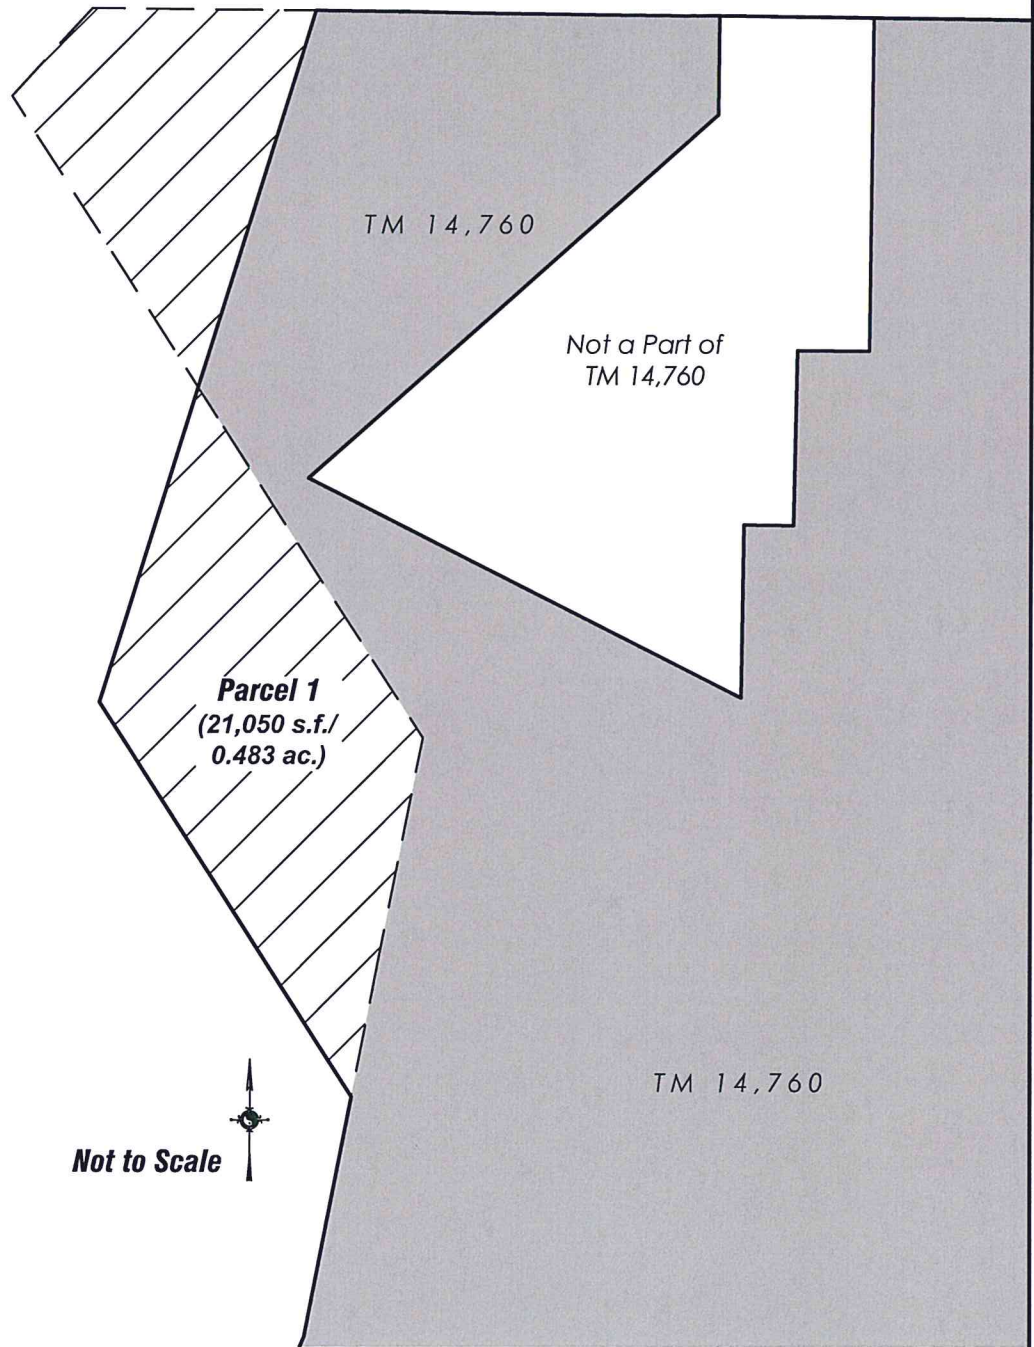 TM 14,760
Not a Part of
TM 14,760
Parcel 1
(21,050 s.f./
0.483 ac.)
TM 14,760
Not to Scale